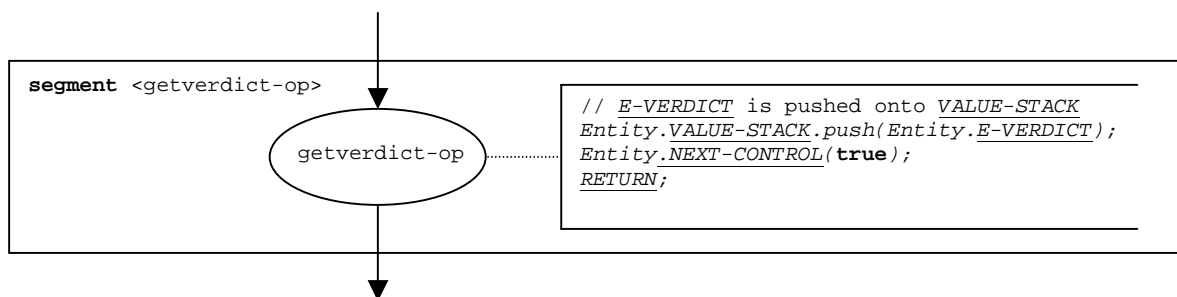 segment <getverdict-op>
getverdict-op
// E-VERDICT is pushed onto VALUE-STACK
Entity.VALUE-STACK.push(Entity.E-VERDICT);
Entity.NEXT-CONTROL(true);
RETURN;